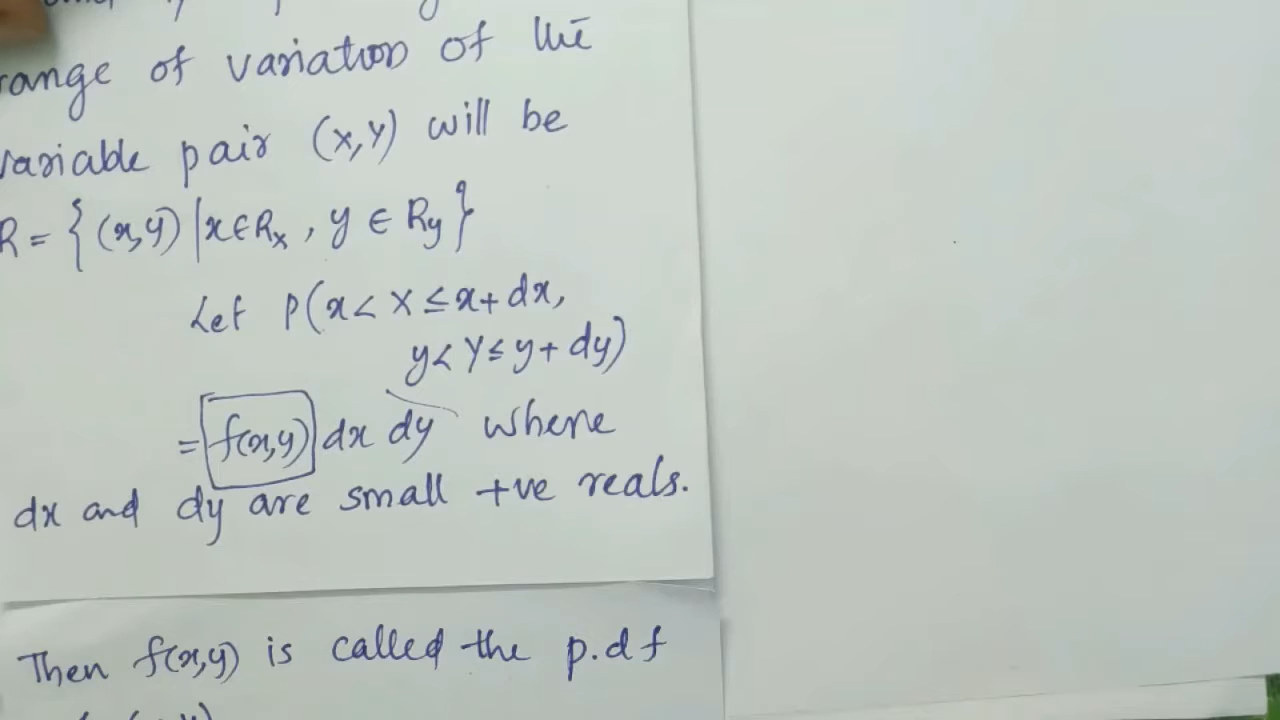 range of variation of the
variable pair (X,Y) will be
R = {(x,y) | x ∈ Rx, y ∈ Ry}
Let P(x < X ≤ x + dx,
y < Y ≤ y + dy)
= f(x,y) dx dy where
dx and dy are small +ve reals.
Then f(x,y) is called the p.d f